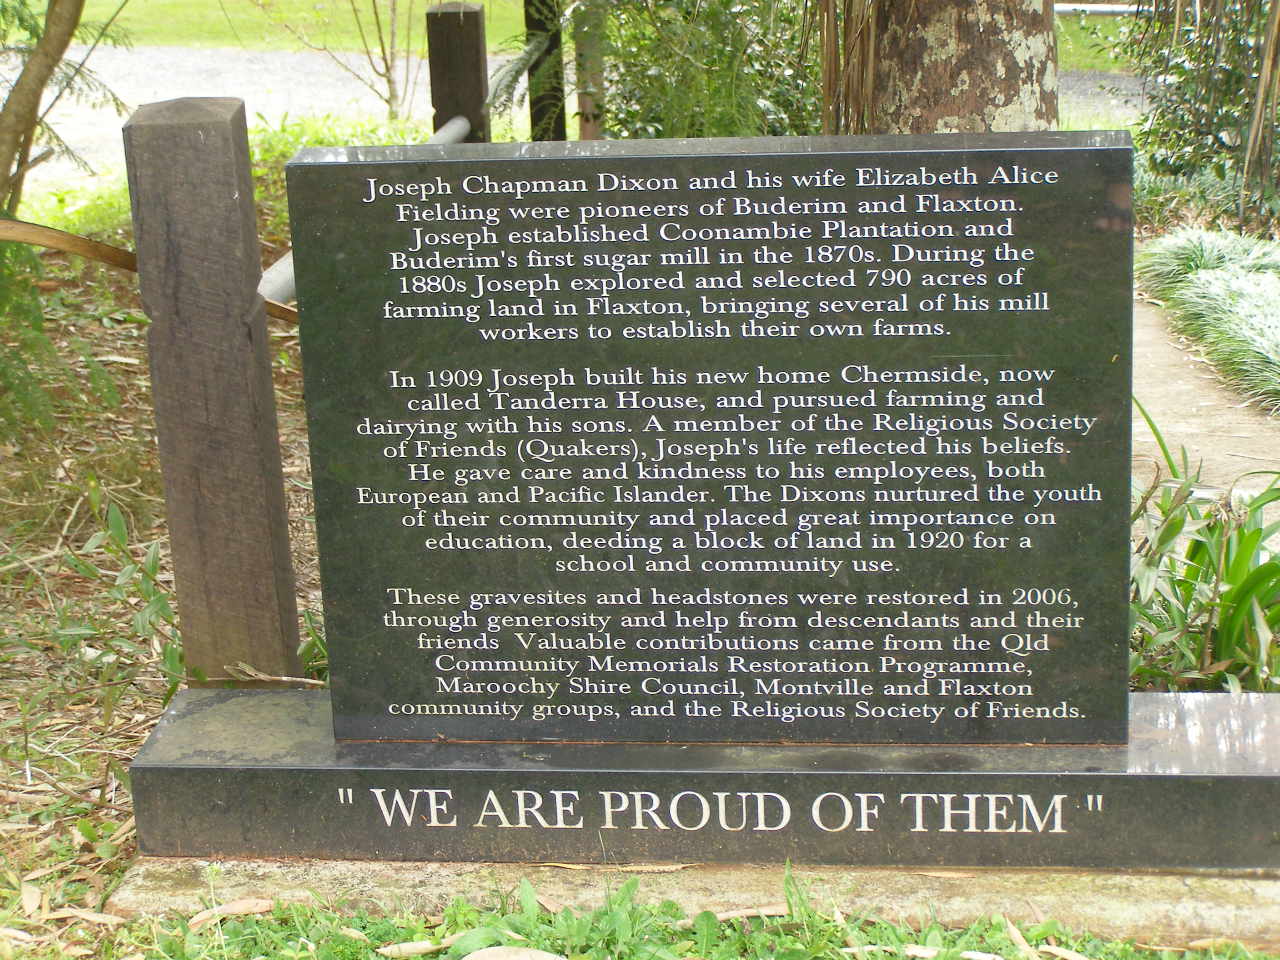 Joseph Chapman Dixon and his wife Elizabeth Alice
Fielding were pioneers of Buderim and Flaxton.
Joseph established Coonambie Plantation and
Buderim's first sugar mill in the 1870s. During the
1880s Joseph explored and selected 790 acres of
farming land in Flaxton, bringing several of his mill
workers to establish their own farms.
In 1909 Joseph built his new home Chermside, now
called Tanderra House, and pursued farming and
dairying with his sons. A member of the Religious Society
of Friends (Quakers), Joseph's life reflected his beliefs.
He gave care and kindness to his employees, both
European and Pacific Islander. The Dixons nurtured the youth
of their community and placed great importance on
education, deeding a block of land in 1920 for a
school and community use.
These gravesites and headstones were restored in 2006,
through generosity and help from descendants and their
friends Valuable contributions came from the Qld
Community Memorials Restoration Programme,
Maroochy Shire Council, Montville and Flaxton
community groups, and the Religious Society of Friends.
" WE ARE PROUD OF THEM "